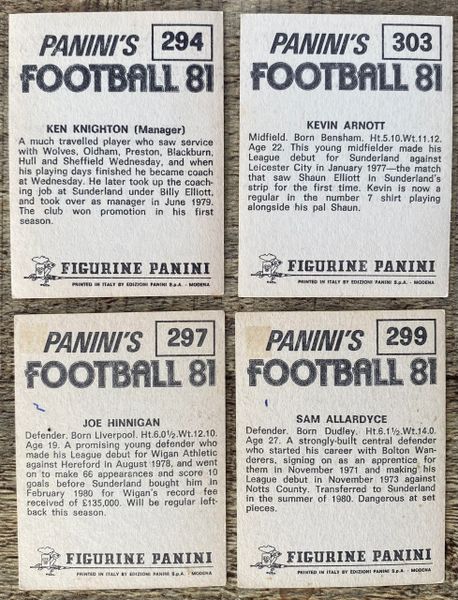 PANINI'S 294
FOOTBALL 81
KEN KNIGHTON (Manager)
A much travelled player who saw service
with Wolves, Oldham, Preston, Blackburn,
Hull and Sheffield Wednesday, and when
his playing days finished he became coach
at Wednesday. He later took up the coach-
ing job at Sunderland under Billy Elliott,
and took over as manager in June 1979.
The club won promotion in his first
season.
FIGURINE PANINI
PRINTED IN ITALY BY EDIZIONI PANINI S.p.A. - MODENA
PANINI'S 303
FOOTBALL 81
KEVIN ARNOTT
Midfield. Born Bensham. Ht.5.10.Wt.11.12.
Age 22. This young midfielder made his
League debut for Sunderland against
Leicester City in January 1977—the match
that saw Shaun Elliott in Sunderland's
strip for the first time. Kevin is now a
regular in the number 7 shirt playing
alongside his pal Shaun.
FIGURINE PANINI
PRINTED IN ITALY BY EDIZIONI PANINI S.p.A. - MODENA
PANINI'S 297
FOOTBALL 81
JOE HINNIGAN
Defender. Born Liverpool. Ht.6.0½.Wt.12.10.
Age 19. A promising young defender who
made his League debut for Wigan Athletic
against Hereford in August 1978, and went
on to make 66 appearances and score 10
goals before Sunderland bought him in
February 1980 for Wigan's record fee
received of £135,000. Will be regular left-
back this season.
FIGURINE PANINI
PRINTED IN ITALY BY EDIZIONI PANINI S.p.A. - MODENA
PANINI'S 299
FOOTBALL 81
SAM ALLARDYCE
Defender. Born Dudley. Ht.6.1½.Wt.14.0.
Age 27. A strongly-built central defender
who started his career with Bolton Wan-
derers, signing on as an apprentice for
them in November 1971 and making his
League debut in November 1973 against
Notts County. Transferred to Sunderland
in the summer of 1980. Dangerous at set
pieces.
FIGURINE PANINI
PRINTED IN ITALY BY EDIZIONI PANINI S.p.A. - MODENA